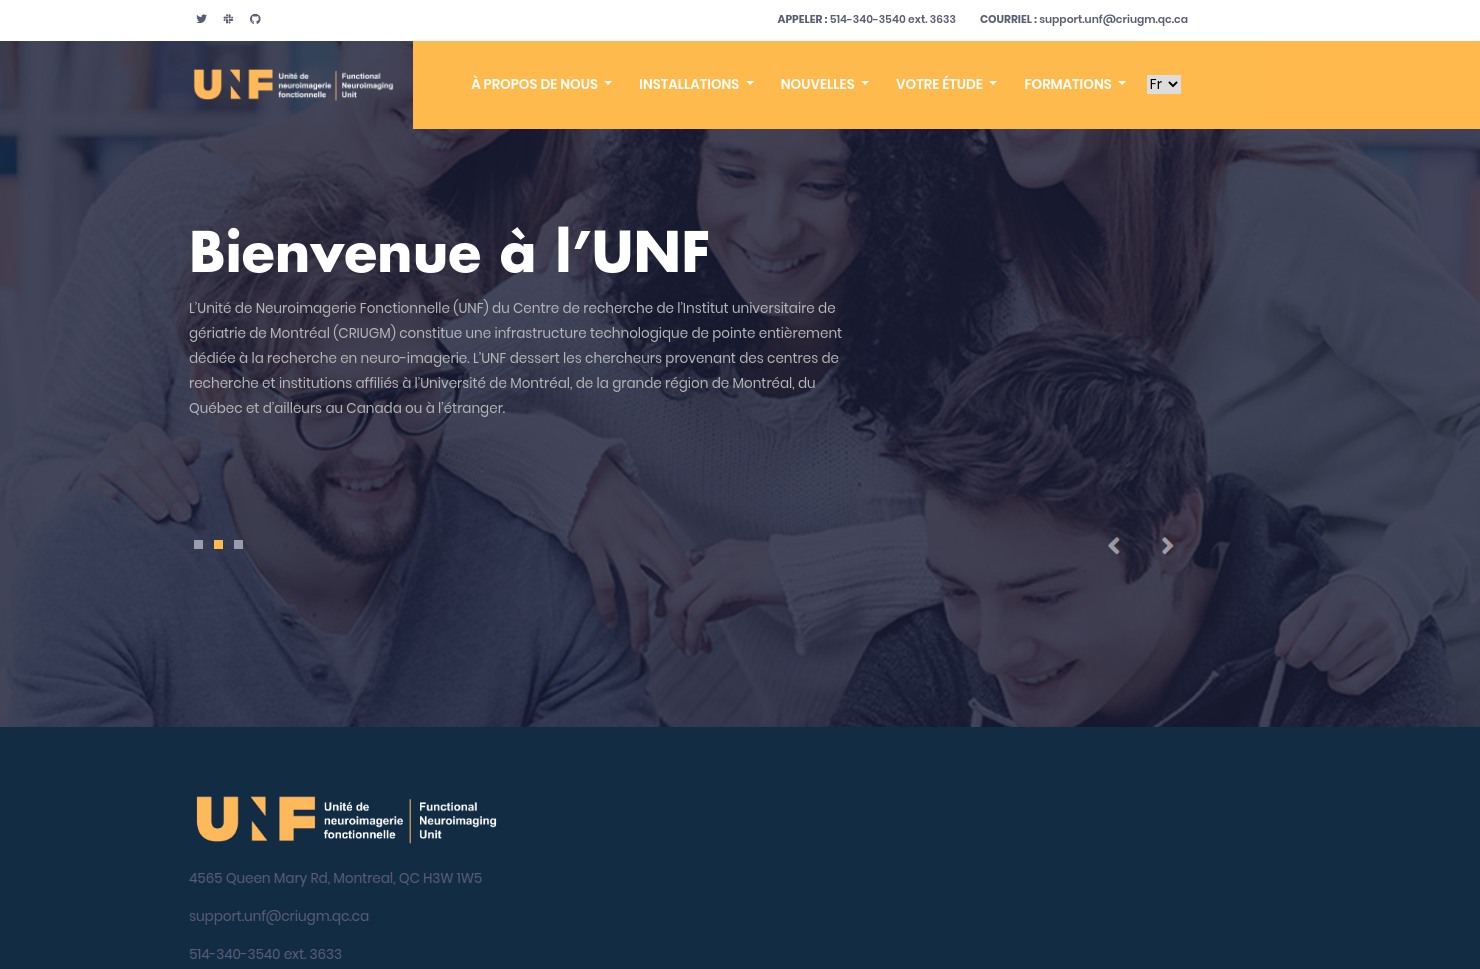 APPELER : 514-340-3540 ext. 3633 COURRIEL : support.unf@criugm.qc.ca
UNF Unité de neuroimagerie fonctionnelle Functional Neuroimaging Unit
À PROPOS DE NOUS INSTALLATIONS NOUVELLES VOTRE ÉTUDE FORMATIONS Fr
Bienvenue à l’UNF
L’Unité de Neuroimagerie Fonctionnelle (UNF) du Centre de recherche de l’Institut universitaire de
gériatrie de Montréal (CRIUGM) constitue une infrastructure technologique de pointe entièrement
dédiée à la recherche en neuro-imagerie. L’UNF dessert les chercheurs provenant des centres de
recherche et institutions affiliés à l’Université de Montréal, de la grande région de Montréal, du
Québec et d’ailleurs au Canada ou à l’étranger.
UNF Unité de neuroimagerie fonctionnelle Functional Neuroimaging Unit
4565 Queen Mary Rd, Montreal, QC H3W 1W5
support.unf@criugm.qc.ca
514-340-3540 ext. 3633